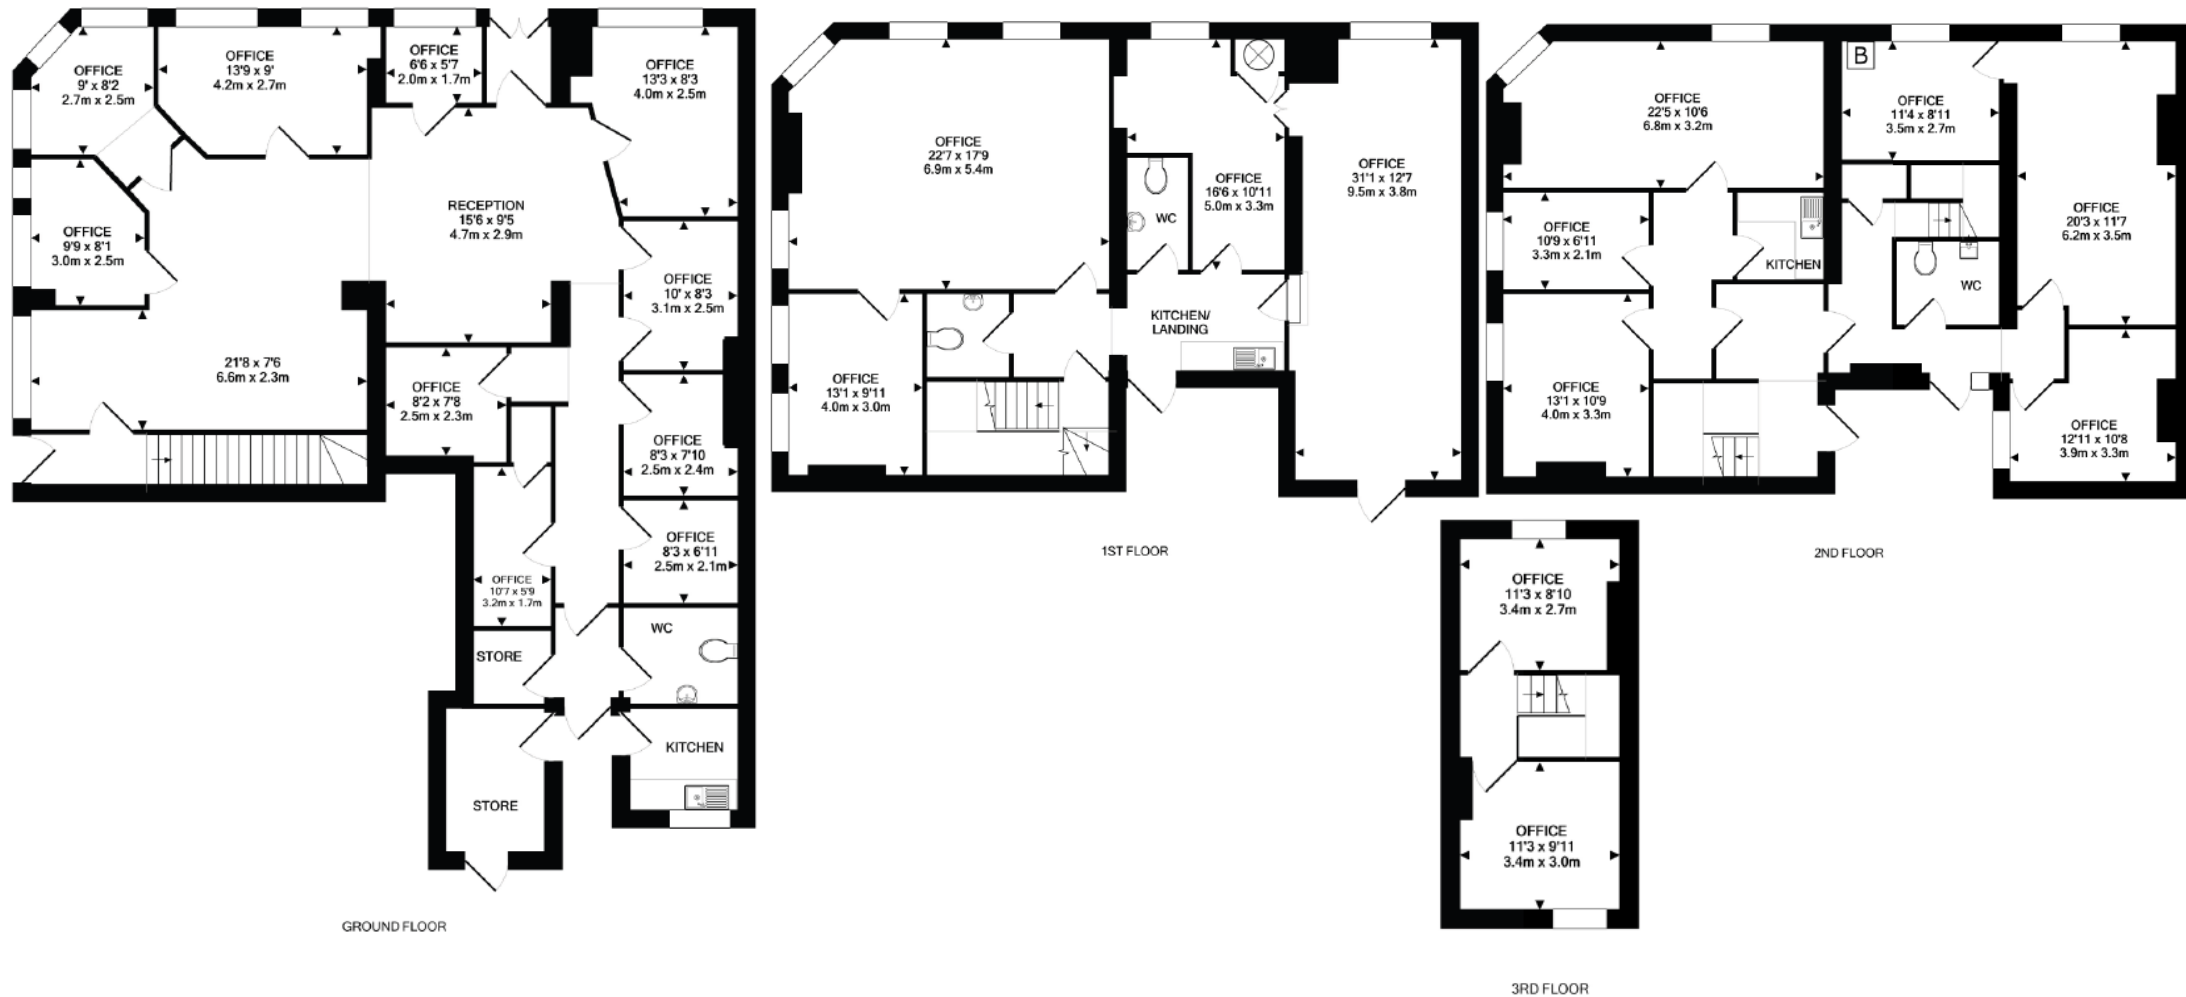 OFFICE
9' x 8'2
2.7m x 2.5m
OFFICE
13'9 x 9'
4.2m x 2.7m
OFFICE
6'6 x 5'7
2.0m x 1.7m
OFFICE
13'3 x 8'3
4.0m x 2.5m
OFFICE
9'9 x 8'1
3.0m x 2.5m
RECEPTION
15'6 x 9'5
4.7m x 2.9m
OFFICE
10' x 8'3
3.1m x 2.5m
21'8 x 7'6
6.6m x 2.3m
OFFICE
8'2 x 7'8
2.5m x 2.3m
OFFICE
8'3 x 7'10
2.5m x 2.4m
OFFICE
8'3 x 6'11
2.5m x 2.1m
OFFICE
10'7 x 5'9
3.2m x 1.7m
WC
STORE
KITCHEN
STORE
GROUND FLOOR
OFFICE
22'7 x 17'9
6.9m x 5.4m
WC
OFFICE
16'6 x 10'11
5.0m x 3.3m
OFFICE
31'1 x 12'7
9.5m x 3.8m
KITCHEN/
LANDING
OFFICE
13'1 x 9'11
4.0m x 3.0m
1ST FLOOR
OFFICE
22'5 x 10'6
6.8m x 3.2m
B
OFFICE
11'4 x 8'11
3.5m x 2.7m
OFFICE
20'3 x 11'7
6.2m x 3.5m
OFFICE
10'9 x 6'11
3.3m x 2.1m
KITCHEN
WC
OFFICE
13'1 x 10'9
4.0m x 3.3m
OFFICE
12'11 x 10'8
3.9m x 3.3m
2ND FLOOR
OFFICE
11'3 x 8'10
3.4m x 2.7m
OFFICE
11'3 x 9'11
3.4m x 3.0m
3RD FLOOR